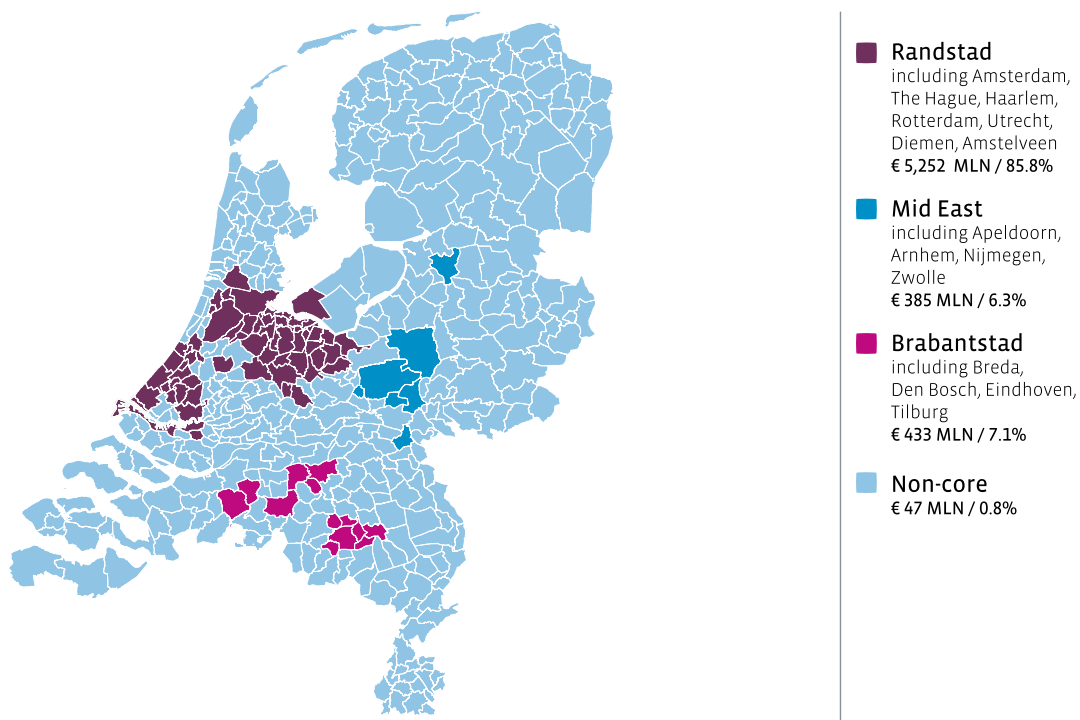 Randstad
including Amsterdam,
The Hague, Haarlem,
Rotterdam, Utrecht,
Diemen, Amstelveen
€ 5,252 MLN / 85.8%
Mid East
including Apeldoorn,
Arnhem, Nijmegen,
Zwolle
€ 385 MLN / 6.3%
Brabantstad
including Breda,
Den Bosch, Eindhoven,
Tilburg
€ 433 MLN / 7.1%
Non-core
€ 47 MLN / 0.8%